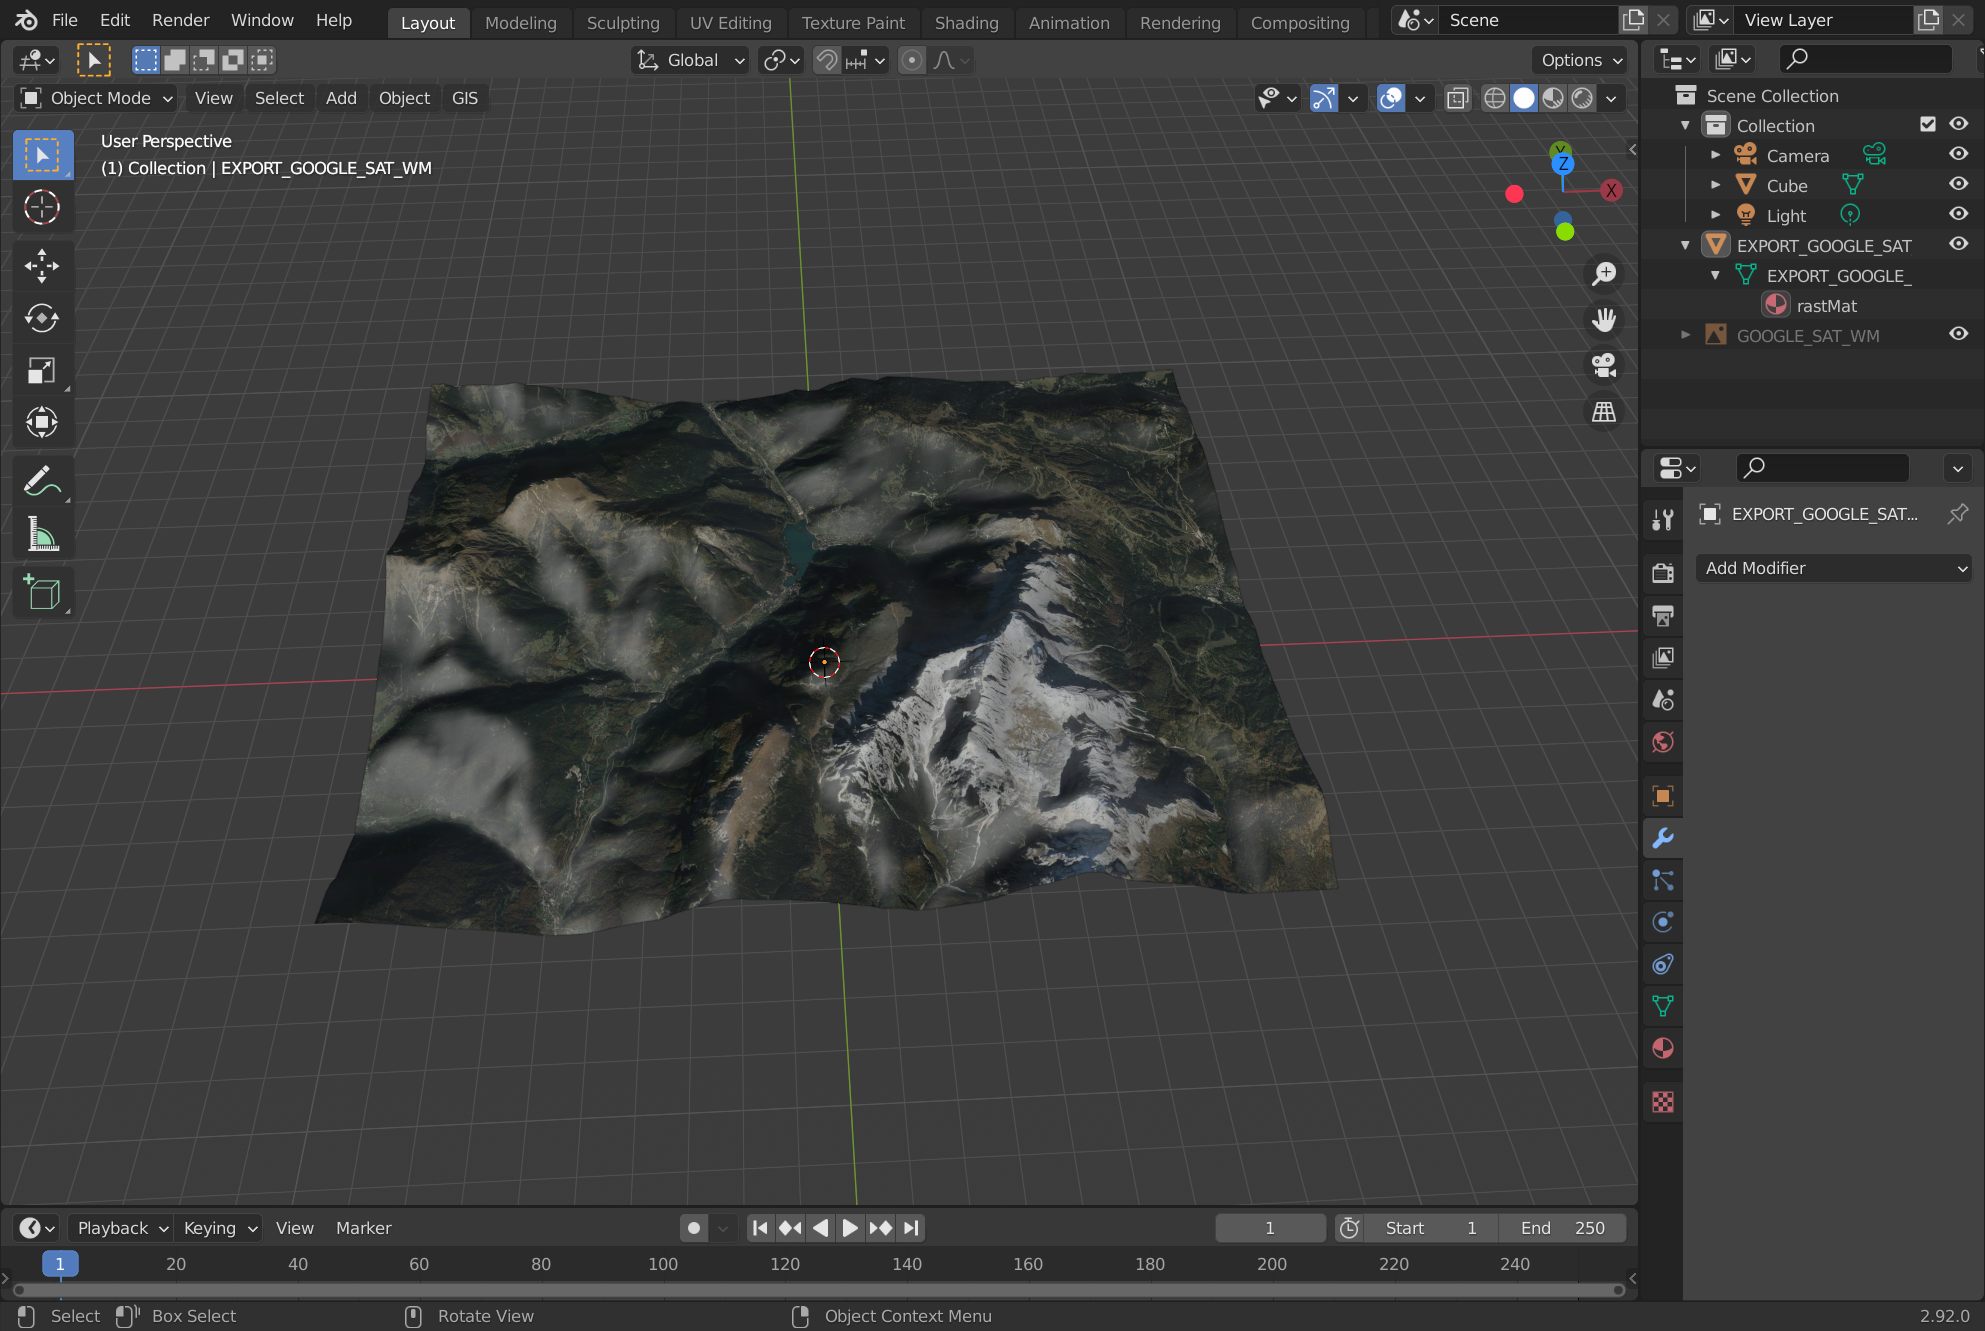 File Edit Render Window Help Layout Modeling Sculpting UV Editing Texture Paint Shading Animation Rendering Compositing Scene View Layer
Global Options
Object Mode View Select Add Object GIS
User Perspective
(1) Collection | EXPORT_GOOGLE_SAT_WM
Y
Z
X
Scene Collection
Collection
Camera
Cube
Light
EXPORT_GOOGLE_SAT
EXPORT_GOOGLE_
rastMat
GOOGLE_SAT_WM
EXPORT_GOOGLE_SAT...
Add Modifier
Playback Keying View Marker 1 Start 1 End 250
1 20 40 60 80 100 120 140 160 180 200 220 240
Select Box Select Rotate View Object Context Menu 2.92.0